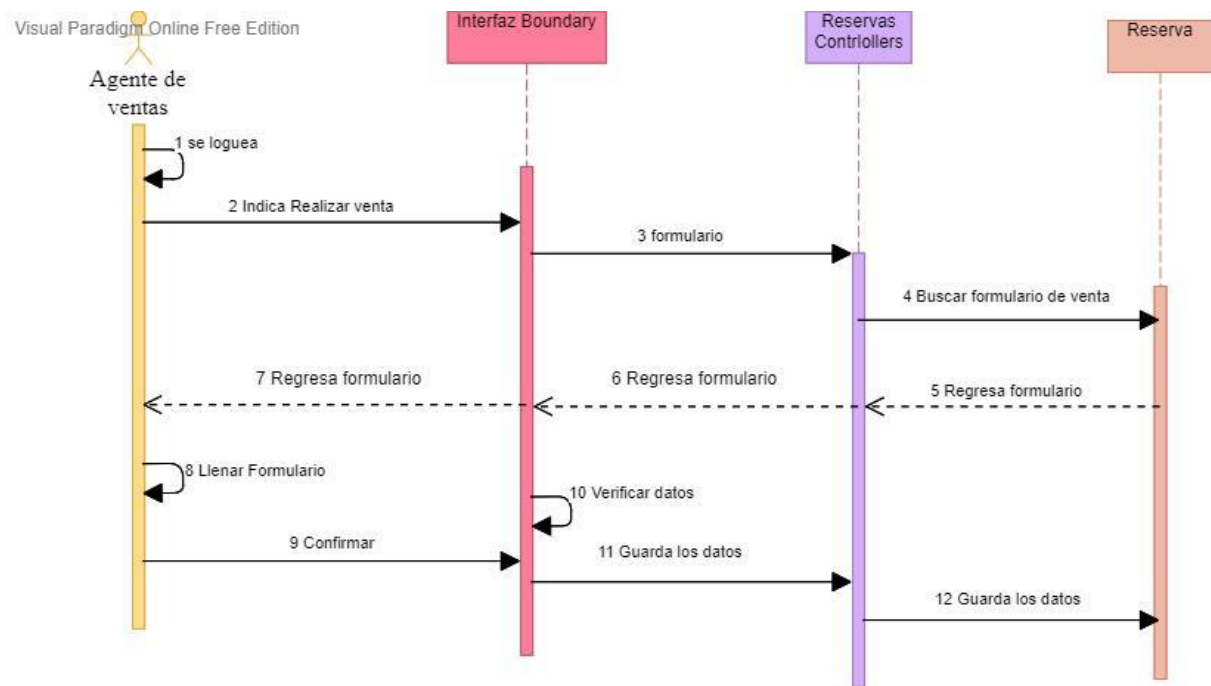 Visual Paradigm Online Free Edition
Interfaz Boundary
Reservas
Contrlollers
Reserva
Agente de
ventas
1 se loguea
2 Indica Realizar venta
3 formulario
4 Buscar formulario de venta
7 Regresa formulario
6 Regresa formulario
5 Regresa formulario
8 Llenar Formulario
10 Verificar datos
9 Confirmar
11 Guarda los datos
12 Guarda los datos